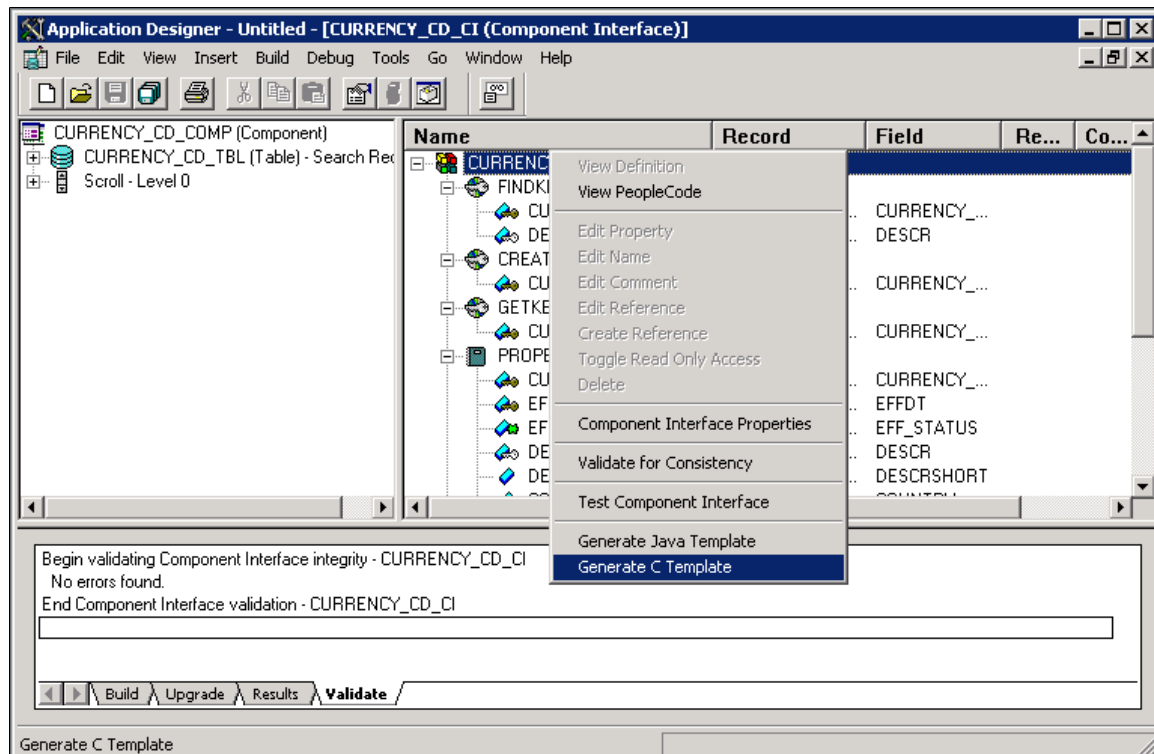 Application Designer - Untitled - [CURRENCY_CD_CI (Component Interface)]
File Edit View Insert Build Debug Tools Go Window Help
CURRENCY_CD_COMP (Component)
CURRENCY_CD_TBL (Table) - Search Rec
Scroll - Level 0
Name Record Field Re... Co...
CURRENC
FINDKI
CU .. CURRENCY_...
DE .. DESCR
CREAT
CU .. CURRENCY_...
GETKE
CU .. CURRENCY_...
PROPE
CU .. CURRENCY_...
EF .. EFFDT
EF .. EFF_STATUS
DE .. DESCR
DE .. DESCRSHORT
View Definition
View PeopleCode
Edit Property
Edit Name
Edit Comment
Edit Reference
Create Reference
Toggle Read Only Access
Delete
Component Interface Properties
Validate for Consistency
Test Component Interface
Generate Java Template
Generate C Template
Begin validating Component Interface integrity - CURRENCY_CD_CI
No errors found.
End Component Interface validation - CURRENCY_CD_CI
Build Upgrade Results Validate
Generate C Template